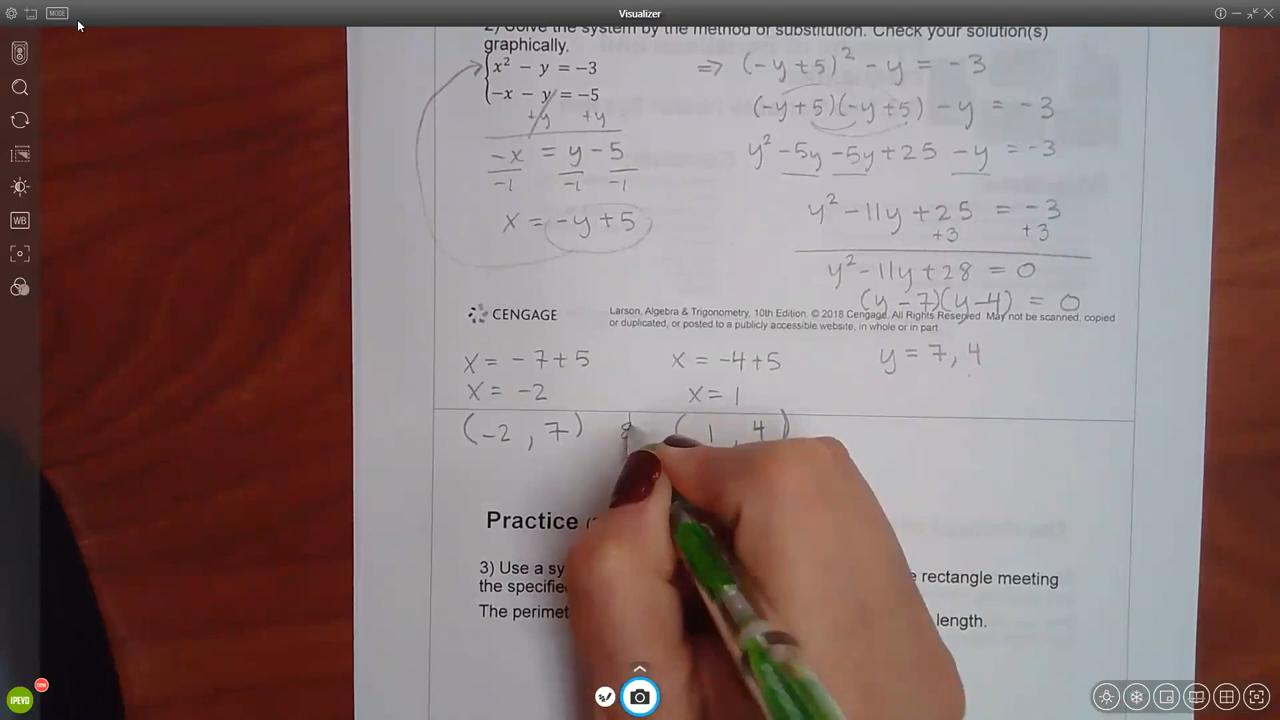 MODE
Visualizer
2) Solve the system by the method of substitution. Check your solution(s)
graphically.
x² − y = −3
−x − y = −5
+y +y
−x = y − 5
−1 −1 −1
x = −y + 5
⇒ (−y + 5)² − y = −3
(−y + 5)(−y + 5) − y = −3
y² − 5y − 5y + 25 − y = −3
y² − 11y + 25 = −3
+3 +3
y² − 11y + 28 = 0
(y − 7)(y − 4) = 0
CENGAGE
Larson, Algebra & Trigonometry, 10th Edition. © 2018 Cengage. All Rights Reserved. May not be scanned, copied
or duplicated, or posted to a publicly accessible website, in whole or in part.
x = −7 + 5
x = −4 + 5
y = 7, 4
x = −2
x = 1
(−2, 7) & (1, 4)
Practice
3) Use a rectangle meeting
the
The length.
IPEVO
new